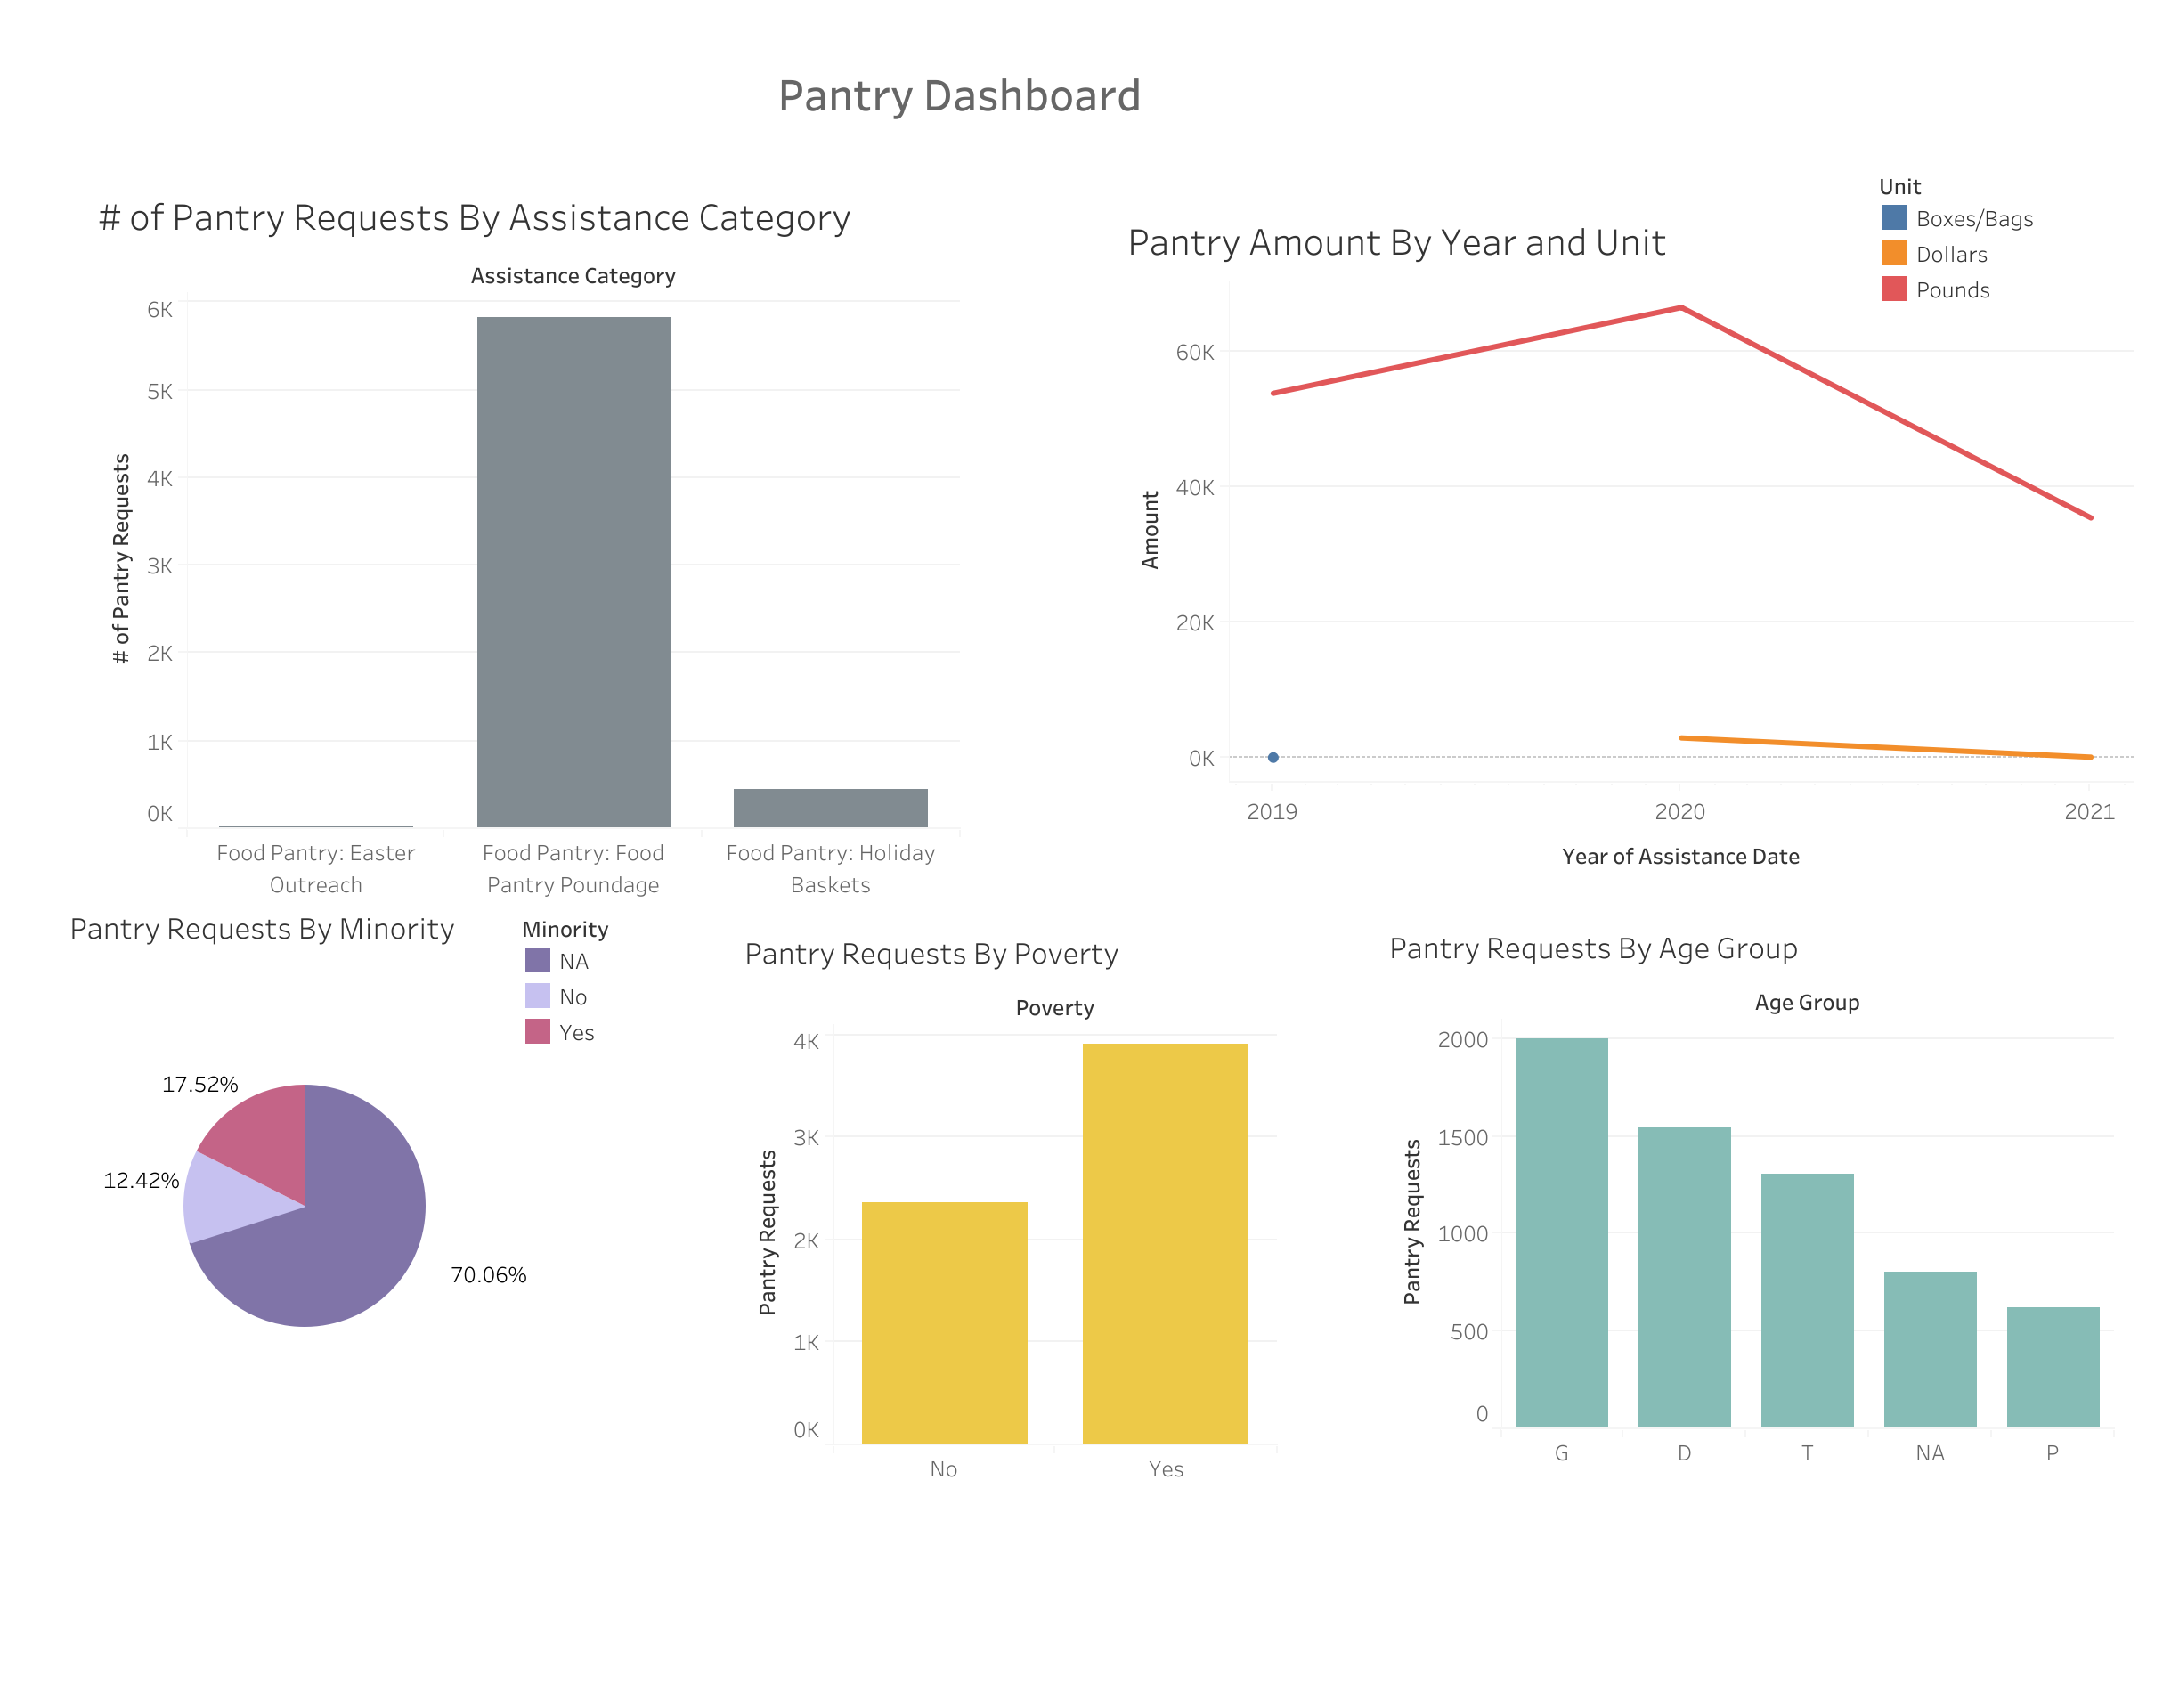 Pantry Dashboard
# of Pantry Requests By Assistance Category
Assistance Category
# of Pantry Requests
6K
5K
4K
3K
2K
1K
0K
Food Pantry: Easter
Outreach
Food Pantry: Food
Pantry Poundage
Food Pantry: Holiday
Baskets
Pantry Amount By Year and Unit
Unit
Boxes/Bags
Dollars
Pounds
Amount
60K
40K
20K
0K
2019
2020
2021
Year of Assistance Date
Pantry Requests By Minority
Minority
NA
No
Yes
17.52%
12.42%
70.06%
Pantry Requests By Poverty
Poverty
Pantry Requests
4K
3K
2K
1K
0K
No
Yes
Pantry Requests By Age Group
Age Group
Pantry Requests
2000
1500
1000
500
0
G
D
T
NA
P